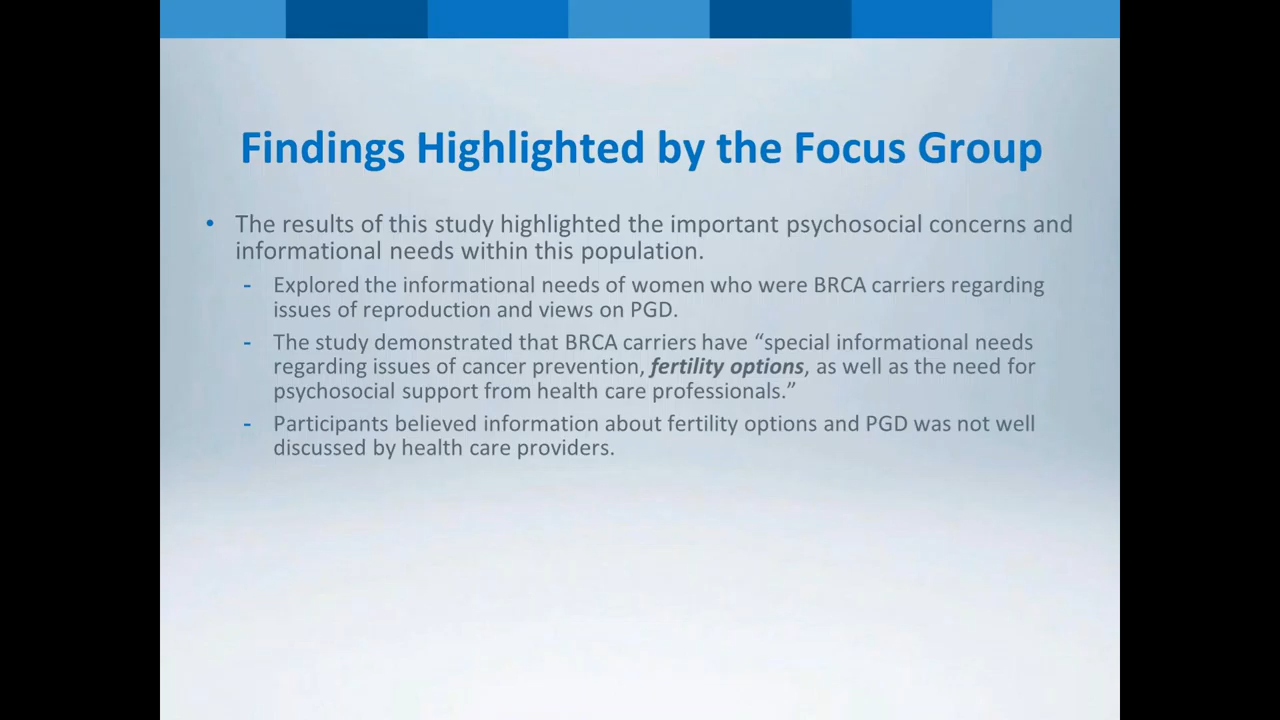 Findings Highlighted by the Focus Group
• The results of this study highlighted the important psychosocial concerns and
informational needs within this population.
- Explored the informational needs of women who were BRCA carriers regarding
issues of reproduction and views on PGD.
- The study demonstrated that BRCA carriers have “special informational needs
regarding issues of cancer prevention, fertility options, as well as the need for
psychosocial support from health care professionals.”
- Participants believed information about fertility options and PGD was not well
discussed by health care providers.